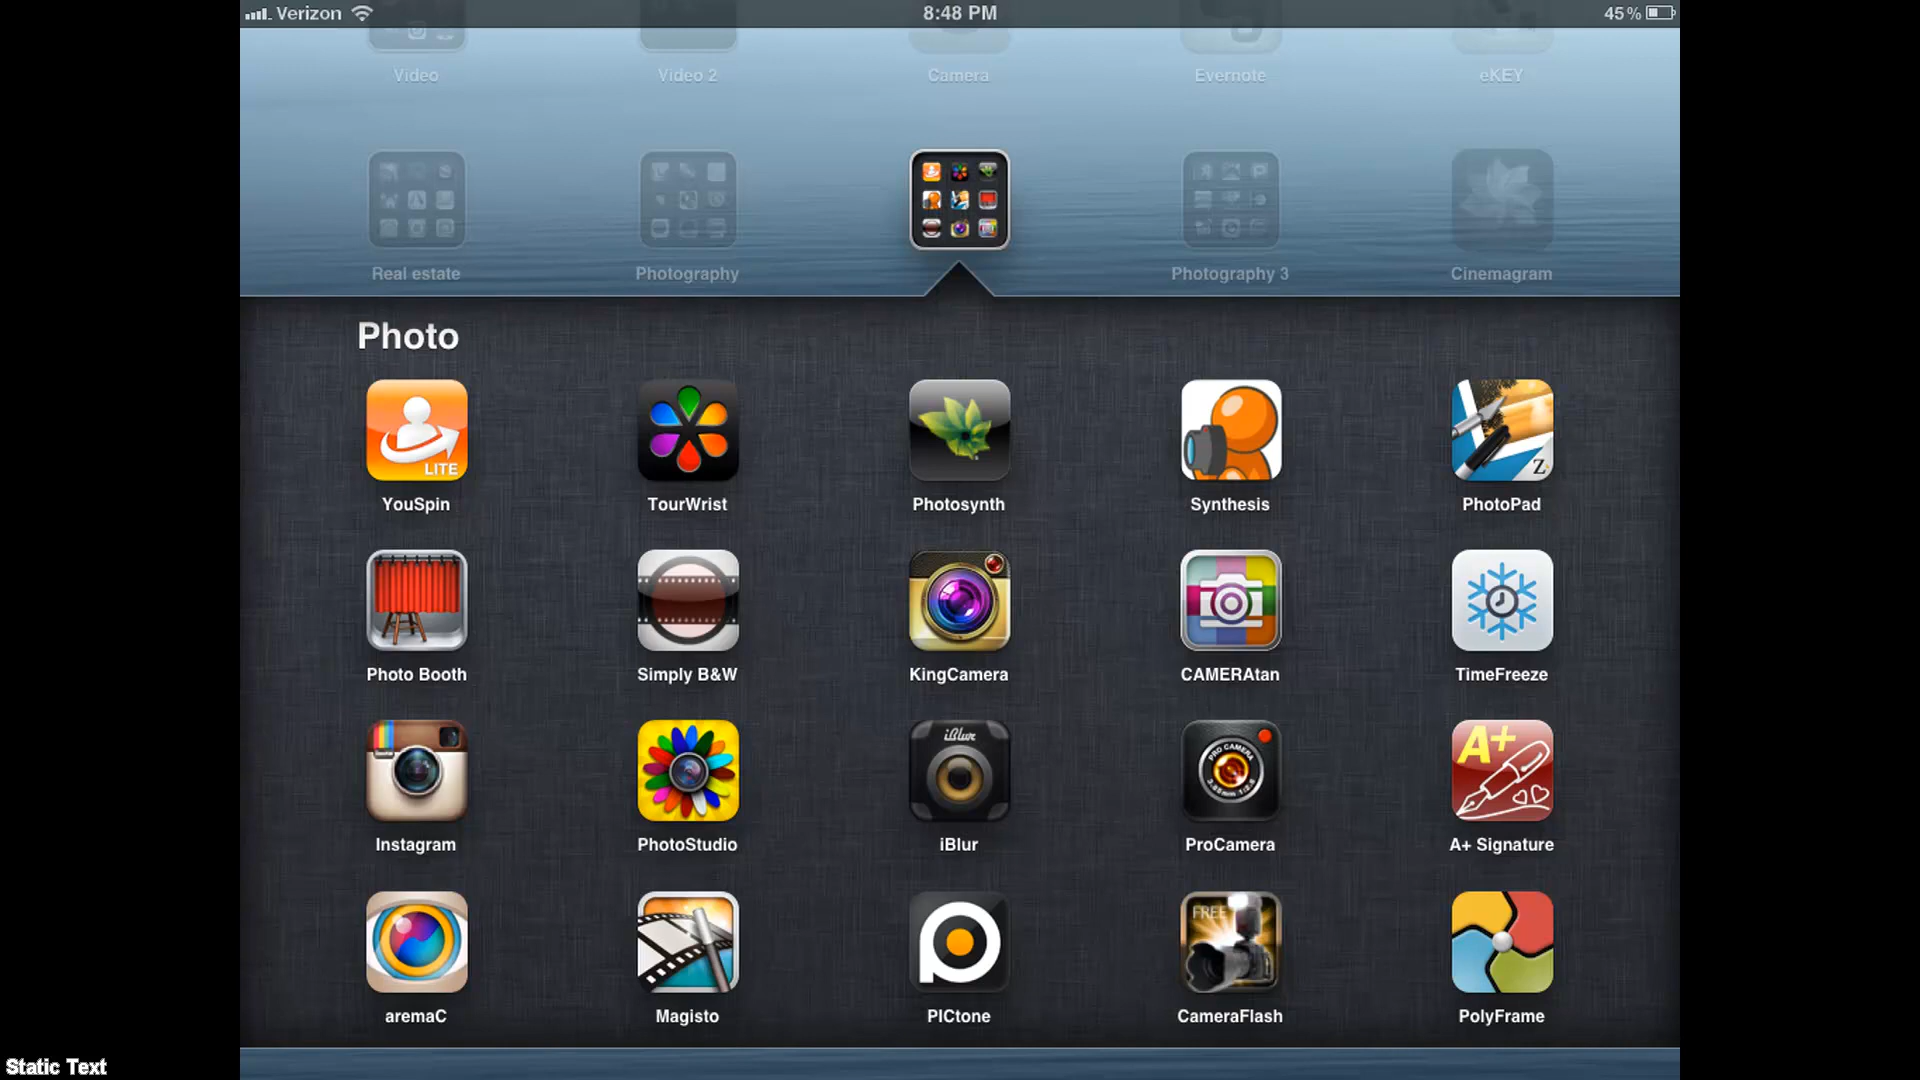 Verizon 8:48 PM 45%
Video Video 2 Camera Evernote eKEY
Real estate Photography Photography 3 Cinemagram
Photo
LITE
Z
YouSpin TourWrist Photosynth Synthesis PhotoPad
Photo Booth Simply B&W KingCamera CAMERAtan TimeFreeze
iBlur
PRO CAMERA
A+
Instagram PhotoStudio iBlur ProCamera A+ Signature
FREE
aremaC Magisto PICtone CameraFlash PolyFrame
Static Text